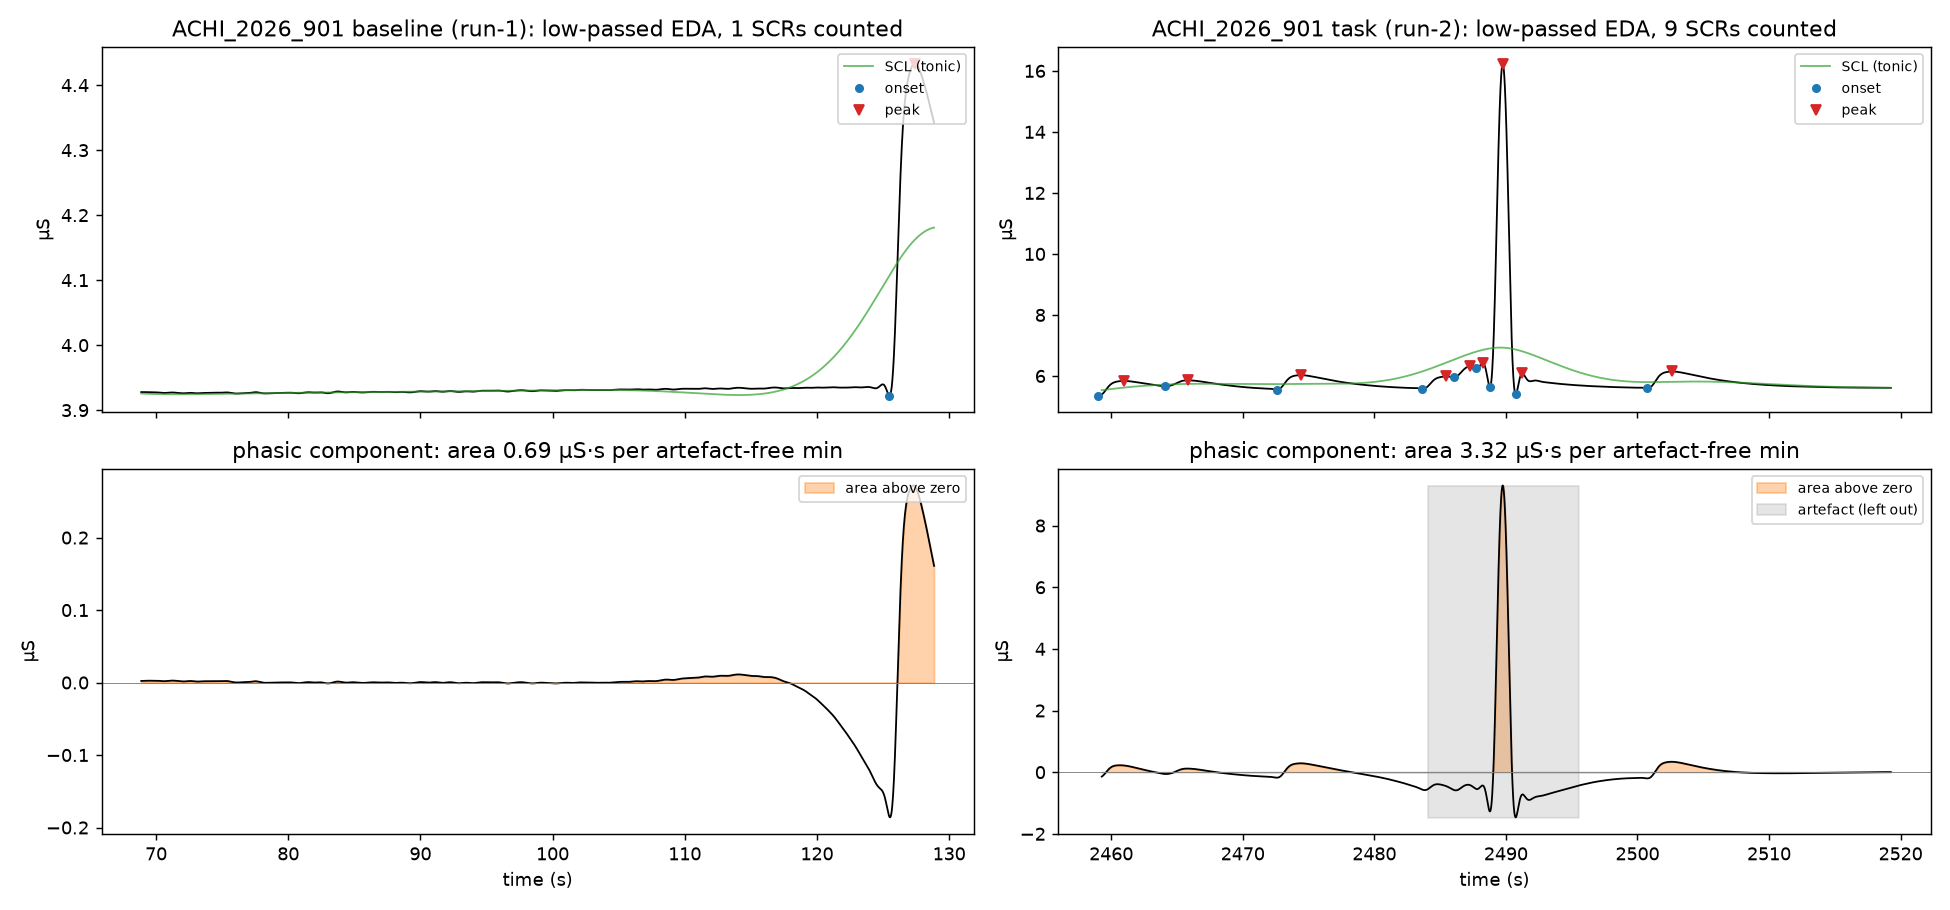 ACHI_2026_901 baseline (run-1): low-passed EDA, 1 SCRs counted
µS
4.4
4.3
4.2
4.1
4.0
3.9
SCL (tonic)
onset
peak
ACHI_2026_901 task (run-2): low-passed EDA, 9 SCRs counted
µS
16
14
12
10
8
6
SCL (tonic)
onset
peak
phasic component: area 0.69 µS·s per artefact-free min
µS
0.2
0.1
0.0
−0.1
−0.2
area above zero
70 80 90 100 110 120 130
time (s)
phasic component: area 3.32 µS·s per artefact-free min
µS
8
6
4
2
0
−2
area above zero
artefact (left out)
2460 2470 2480 2490 2500 2510 2520
time (s)